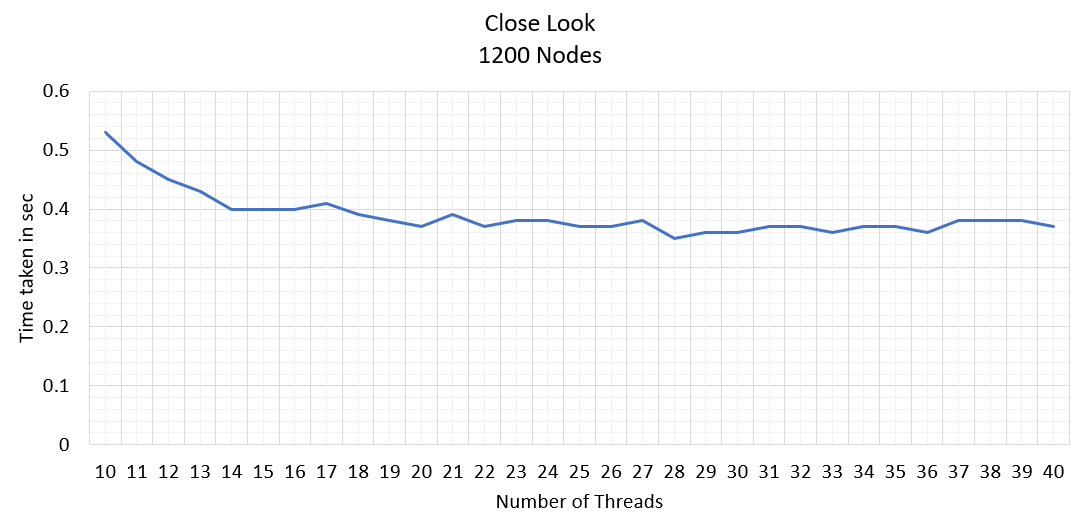 Close Look
1200 Nodes
0.6
0.5
0.4
0.3
0.2
0.1
0
Time taken in sec
10 11 12 13 14 15 16 17 18 19 20 21 22 23 24 25 26 27 28 29 30 31 32 33 34 35 36 37 38 39 40
Number of Threads